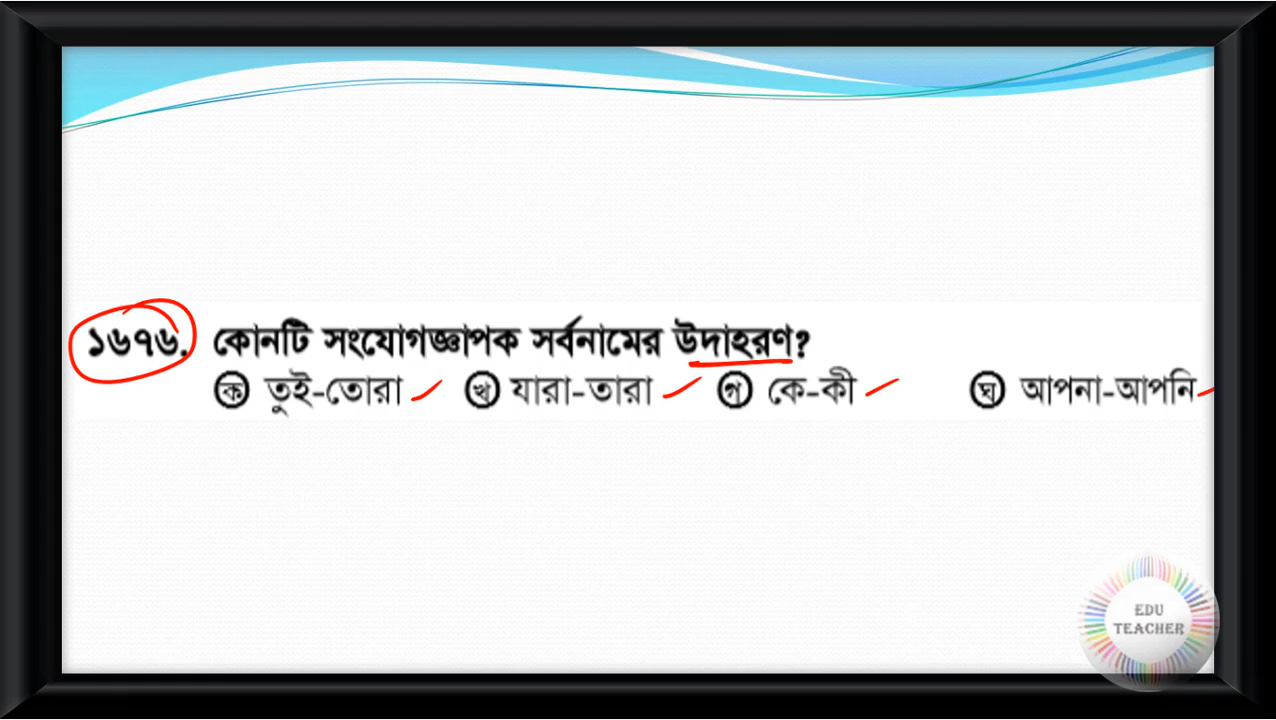 ১৬৭৬. কোনটি সংযোগজ্ঞাপক সর্বনামের উদাহরণ?
ক তুই-তোরা খ যারা-তারা গ কে-কী ঘ আপনা-আপনি
EDU
TEACHER